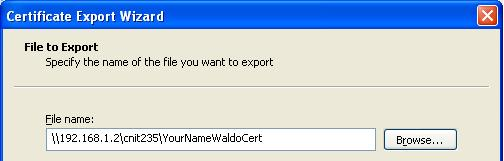 Certificate Export Wizard
File to Export
Specify the name of the file you want to export
File name:
\\192.168.1.2\cnit235\YourNameWaldoCert
Browse...